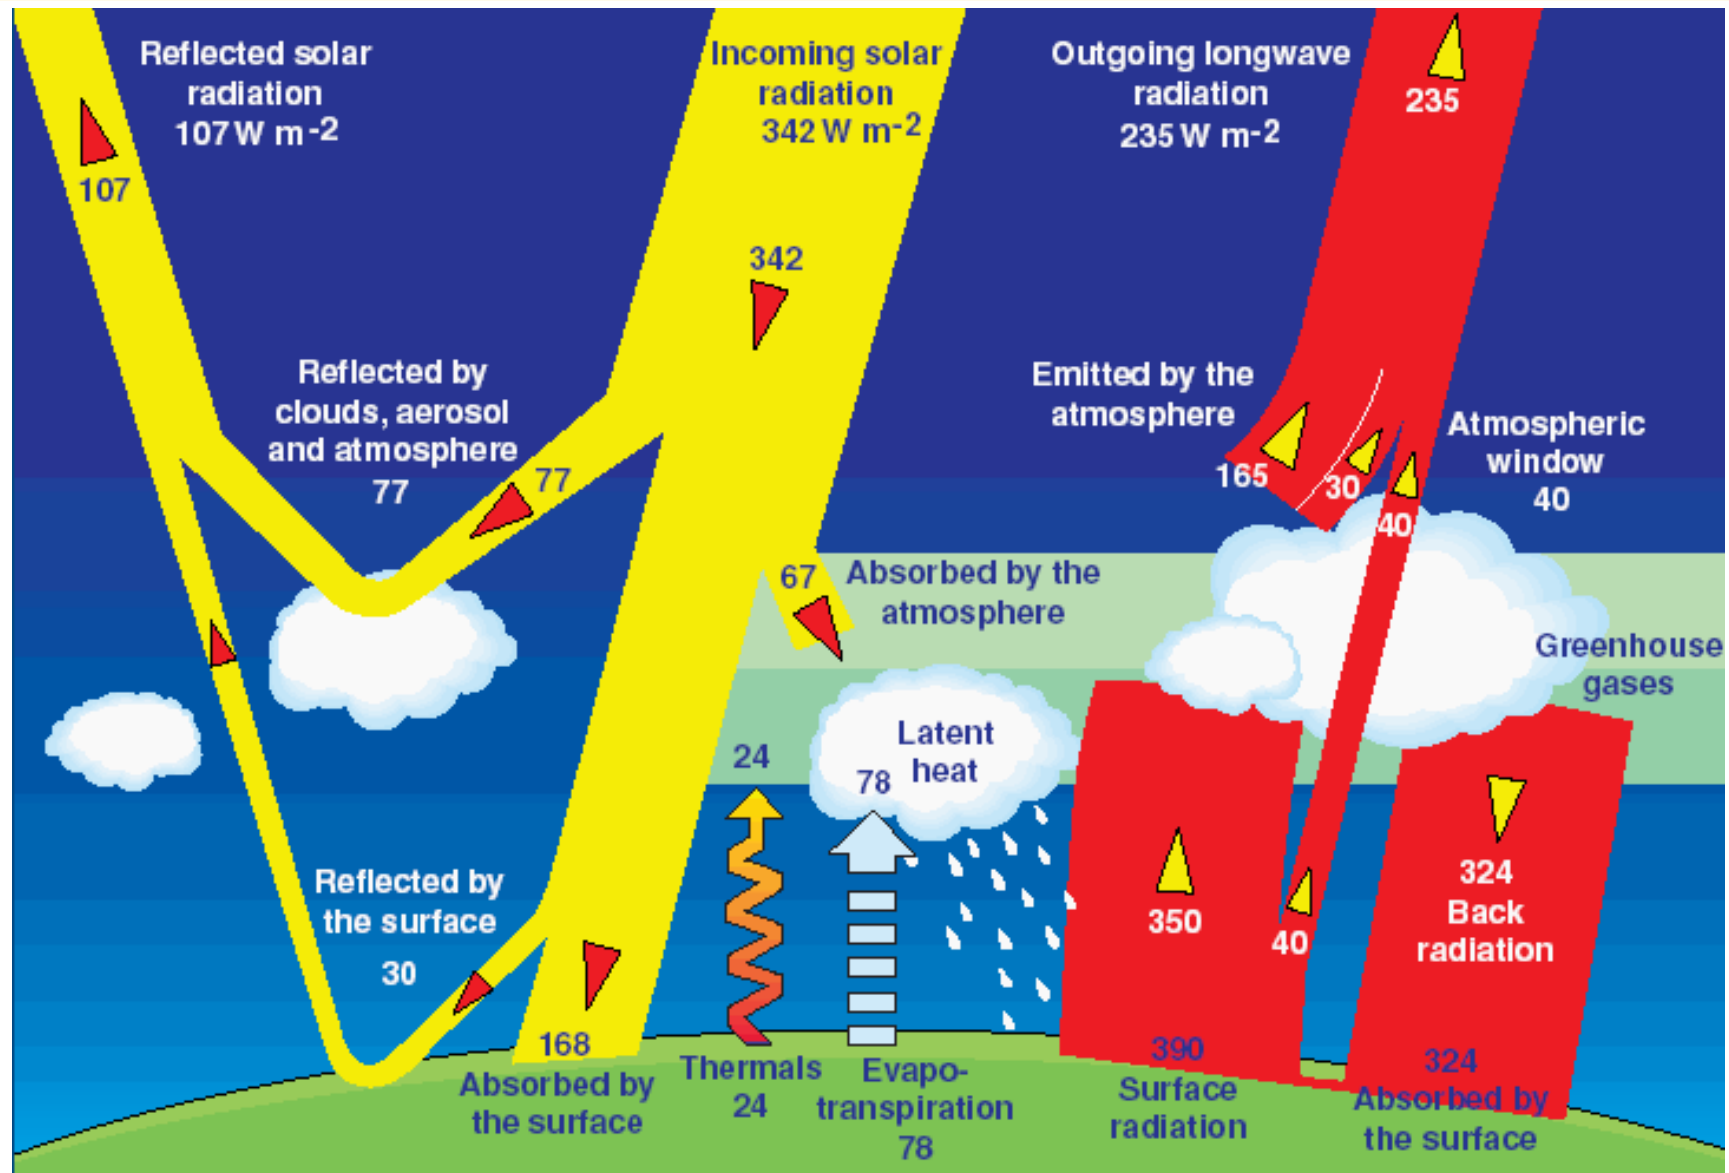 Reflected solar
radiation
107 W m-2
107
Incoming solar
radiation
342 W m-2
342
Outgoing longwave
radiation
235 W m-2
235
Reflected by
clouds, aerosol
and atmosphere
77
77
Emitted by the
atmosphere
165
30
40
Atmospheric
window
40
67
Absorbed by the
atmosphere
Greenhouse
gases
24
Latent
heat
78
Reflected by
the surface
30
350
40
324
Back
radiation
168
Absorbed by
the surface
Thermals
24
Evapo-
transpiration
78
390
Surface
radiation
324
Absorbed by
the surface